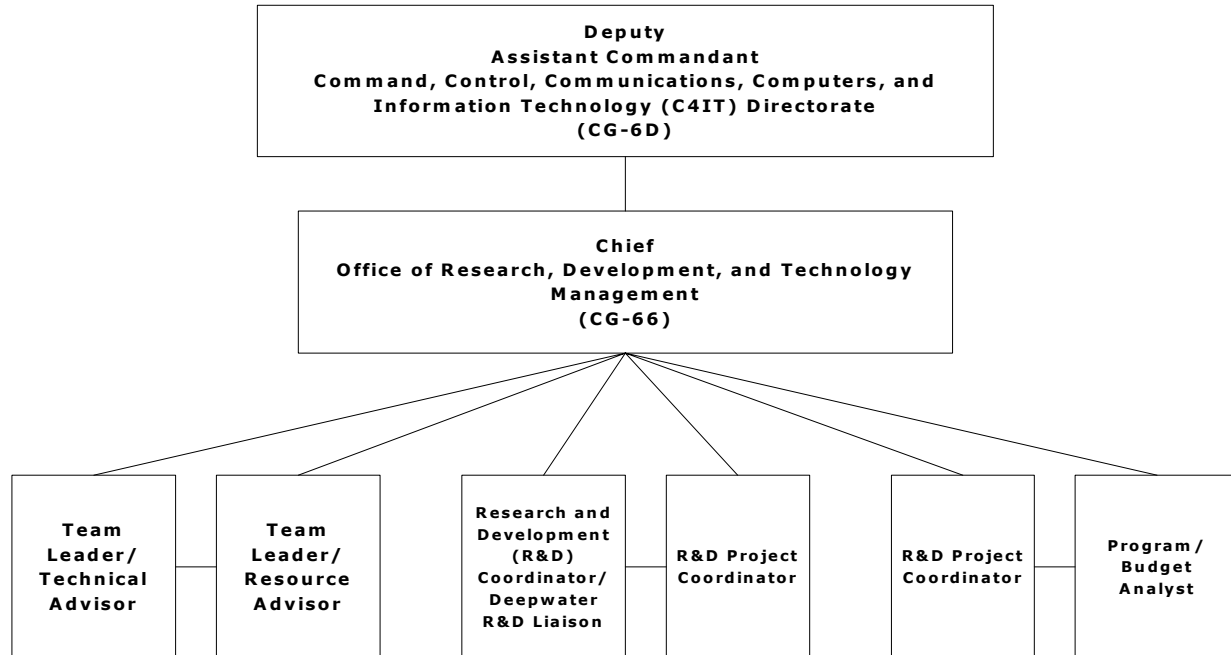 Deputy
Assistant Commandant
Command, Control, Communications, Computers, and
Information Technology (C4IT) Directorate
(CG-6D)
Chief
Office of Research, Development, and Technology
Management
(CG-66)
Team
Leader/
Technical
Advisor
Team
Leader/
Resource
Advisor
Research and
Development
(R&D)
Coordinator/
Deepwater
R&D Liaison
R&D Project
Coordinator
R&D Project
Coordinator
Program/
Budget
Analyst